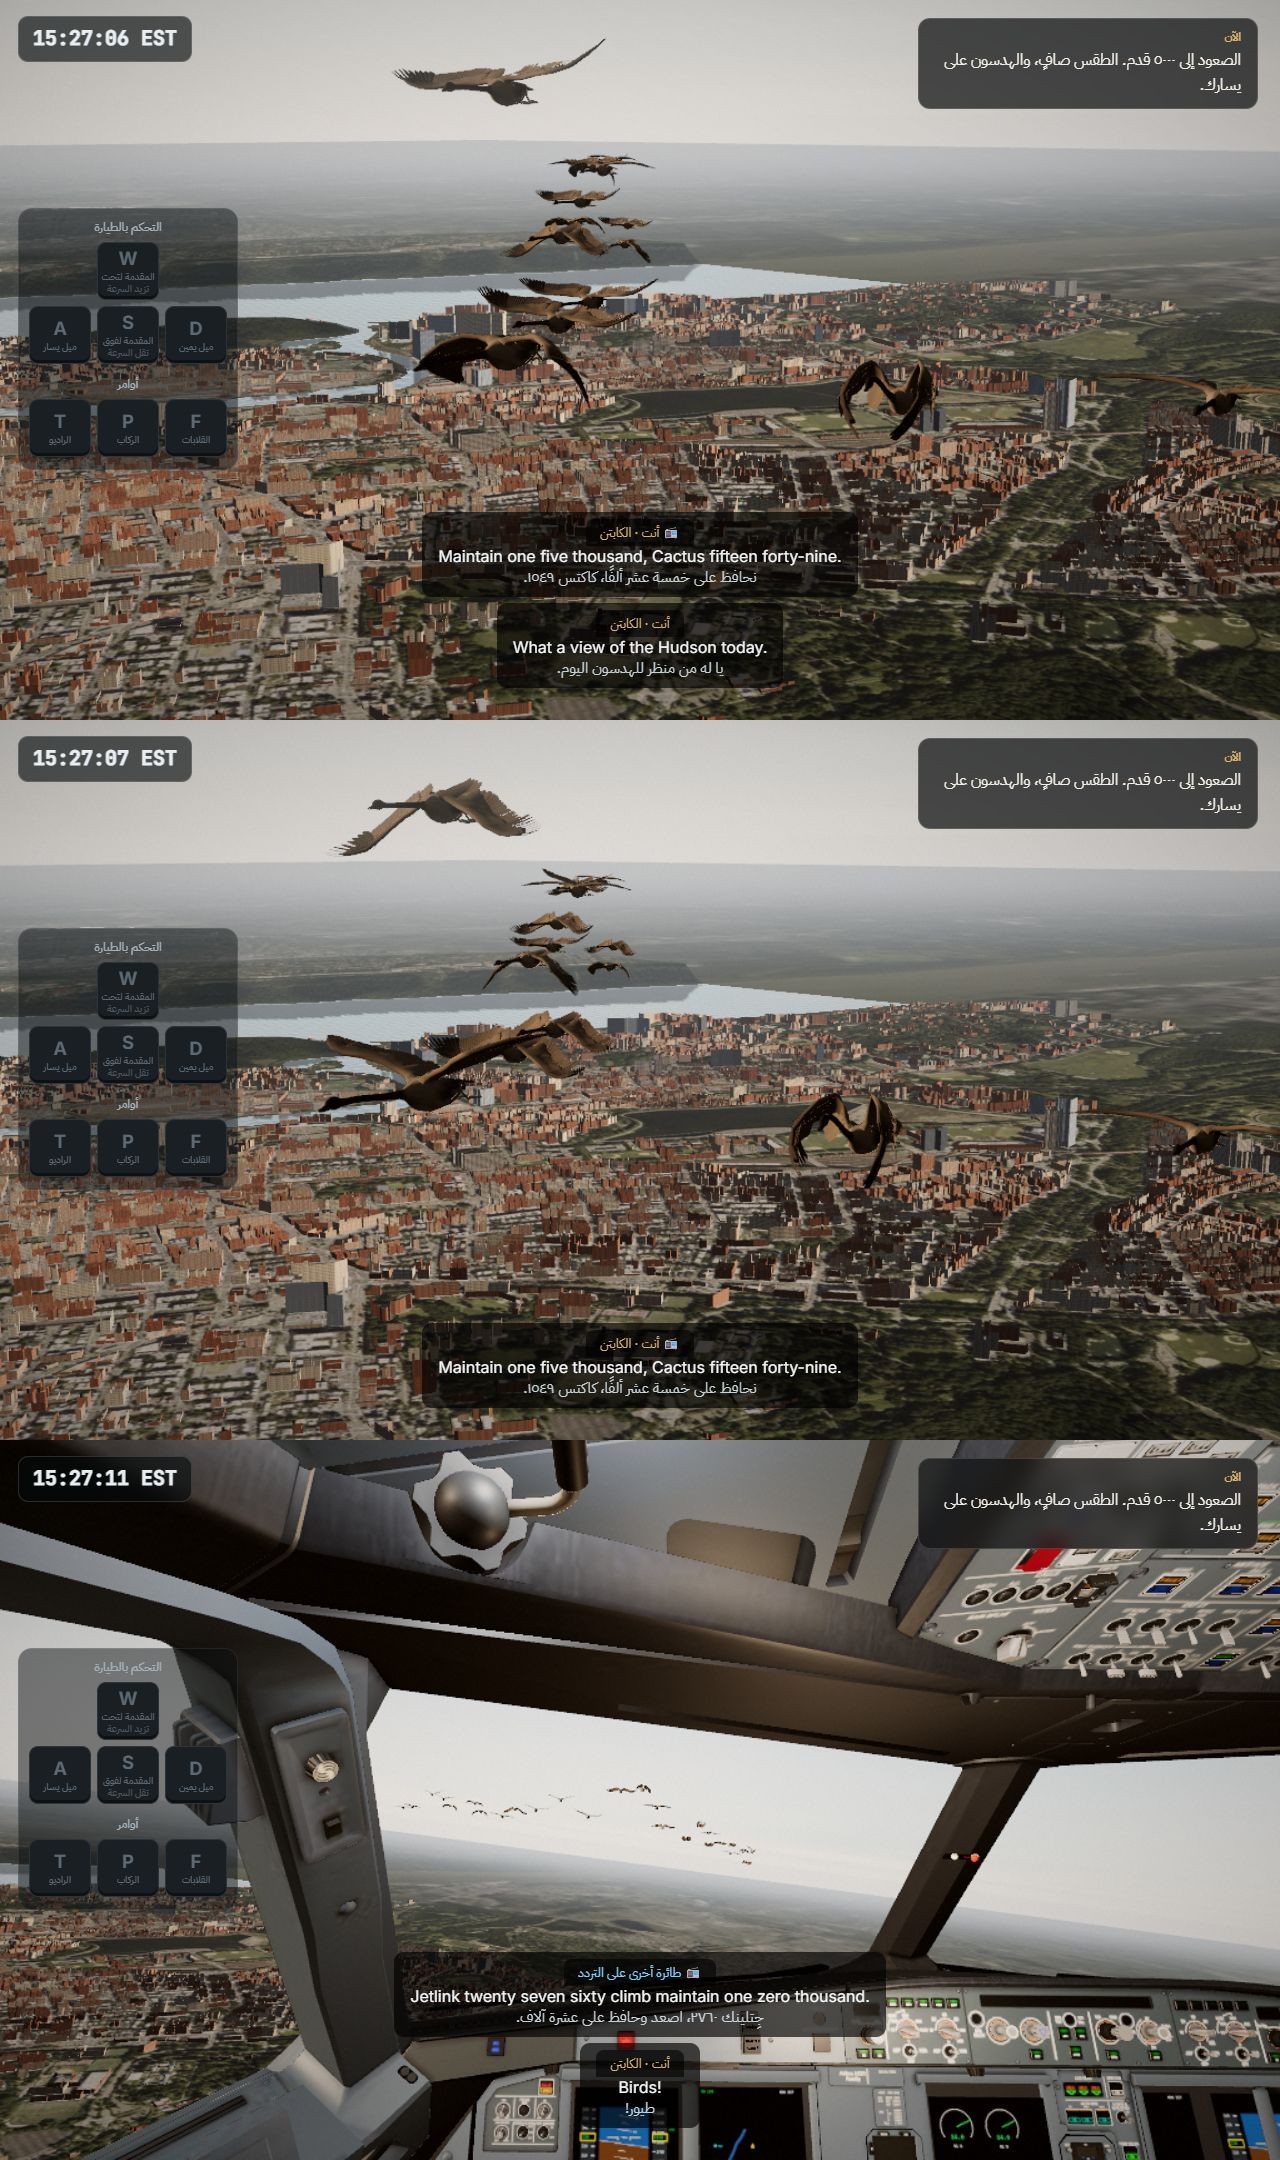 15:27:06 EST
الآن
الصعود إلى ٥٠٠٠ قدم. الطقس صافٍ، والهدسون على
يسارك.
التحكم بالطيارة
W
المقدمة لتحت
تزيد السرعة
A
ميل يسار
S
المقدمة لفوق
تقل السرعة
D
ميل يمين
أوامر
T
الراديو
P
الركاب
F
القلابات
أنت · الكابتن
Maintain one five thousand, Cactus fifteen forty-nine.
نحافظ على خمسة عشر ألفًا، كاكتس ١٥٤٩.
أنت · الكابتن
What a view of the Hudson today.
يا له من منظر للهدسون اليوم.
15:27:07 EST
الآن
الصعود إلى ٥٠٠٠ قدم. الطقس صافٍ، والهدسون على
يسارك.
التحكم بالطيارة
W
المقدمة لتحت
تزيد السرعة
A
ميل يسار
S
المقدمة لفوق
تقل السرعة
D
ميل يمين
أوامر
T
الراديو
P
الركاب
F
القلابات
أنت · الكابتن
Maintain one five thousand, Cactus fifteen forty-nine.
نحافظ على خمسة عشر ألفًا، كاكتس ١٥٤٩.
15:27:11 EST
الآن
الصعود إلى ٥٠٠٠ قدم. الطقس صافٍ، والهدسون على
يسارك.
التحكم بالطيارة
W
المقدمة لتحت
تزيد السرعة
A
ميل يسار
S
المقدمة لفوق
تقل السرعة
D
ميل يمين
أوامر
T
الراديو
P
الركاب
F
القلابات
طائرة أخرى على التردد
Jetlink twenty seven sixty climb maintain one zero thousand.
جِتلينك ٢٧٦٠، اصعد وحافظ على عشرة آلاف.
أنت · الكابتن
Birds!
طيور!